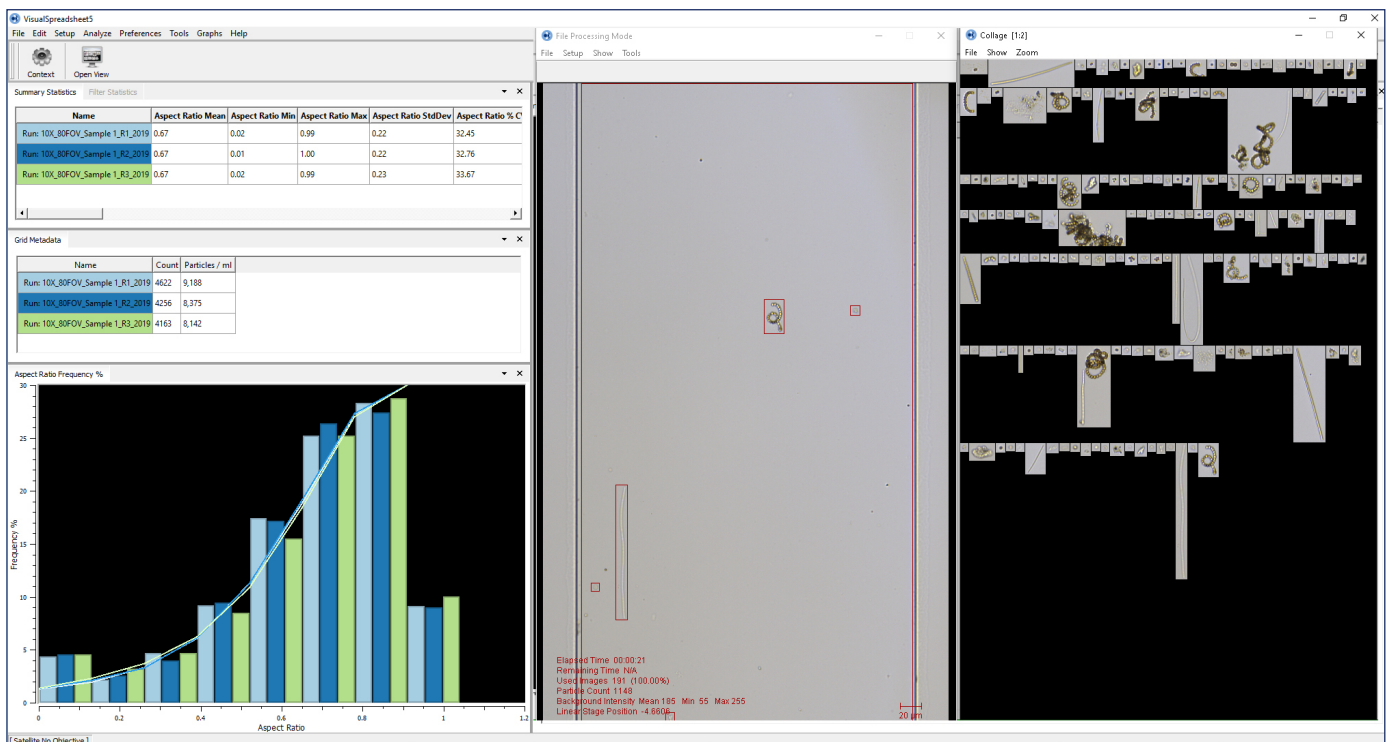 VisualSpreadsheet5
File Edit Setup Analyze Preferences Tools Graphs Help
Context Open View
Summary Statistics Filter Statistics
Name Aspect Ratio Mean Aspect Ratio Min Aspect Ratio Max Aspect Ratio StdDev Aspect Ratio % CV
Run: 10X_80FOV_Sample 1_R1_2019 0.67 0.02 0.99 0.22 32.45
Run: 10X_80FOV_Sample 1_R2_2019 0.67 0.01 1.00 0.22 32.76
Run: 10X_80FOV_Sample 1_R3_2019 0.67 0.02 0.99 0.23 33.67
Grid Metadata
Name Count Particles / ml
Run: 10X_80FOV_Sample 1_R1_2019 4622 9,188
Run: 10X_80FOV_Sample 1_R2_2019 4256 8,375
Run: 10X_80FOV_Sample 1_R3_2019 4163 8,142
Aspect Ratio Frequency %
30
25
20
15
10
5
0
Frequency %
0 0.2 0.4 0.6 0.8 1 1.2
Aspect Ratio
[ Satellite No Objective ]
File Processing Mode
File Setup Show Tools
Elapsed Time 00:00:21
Remaining Time N/A
Used Images 191 (100.00%)
Particle Count 1148
Background Intensity Mean 185 Min 55 Max 255
Linear Stage Position -4.6606
20 µm
Collage [1:2]
File Show Zoom